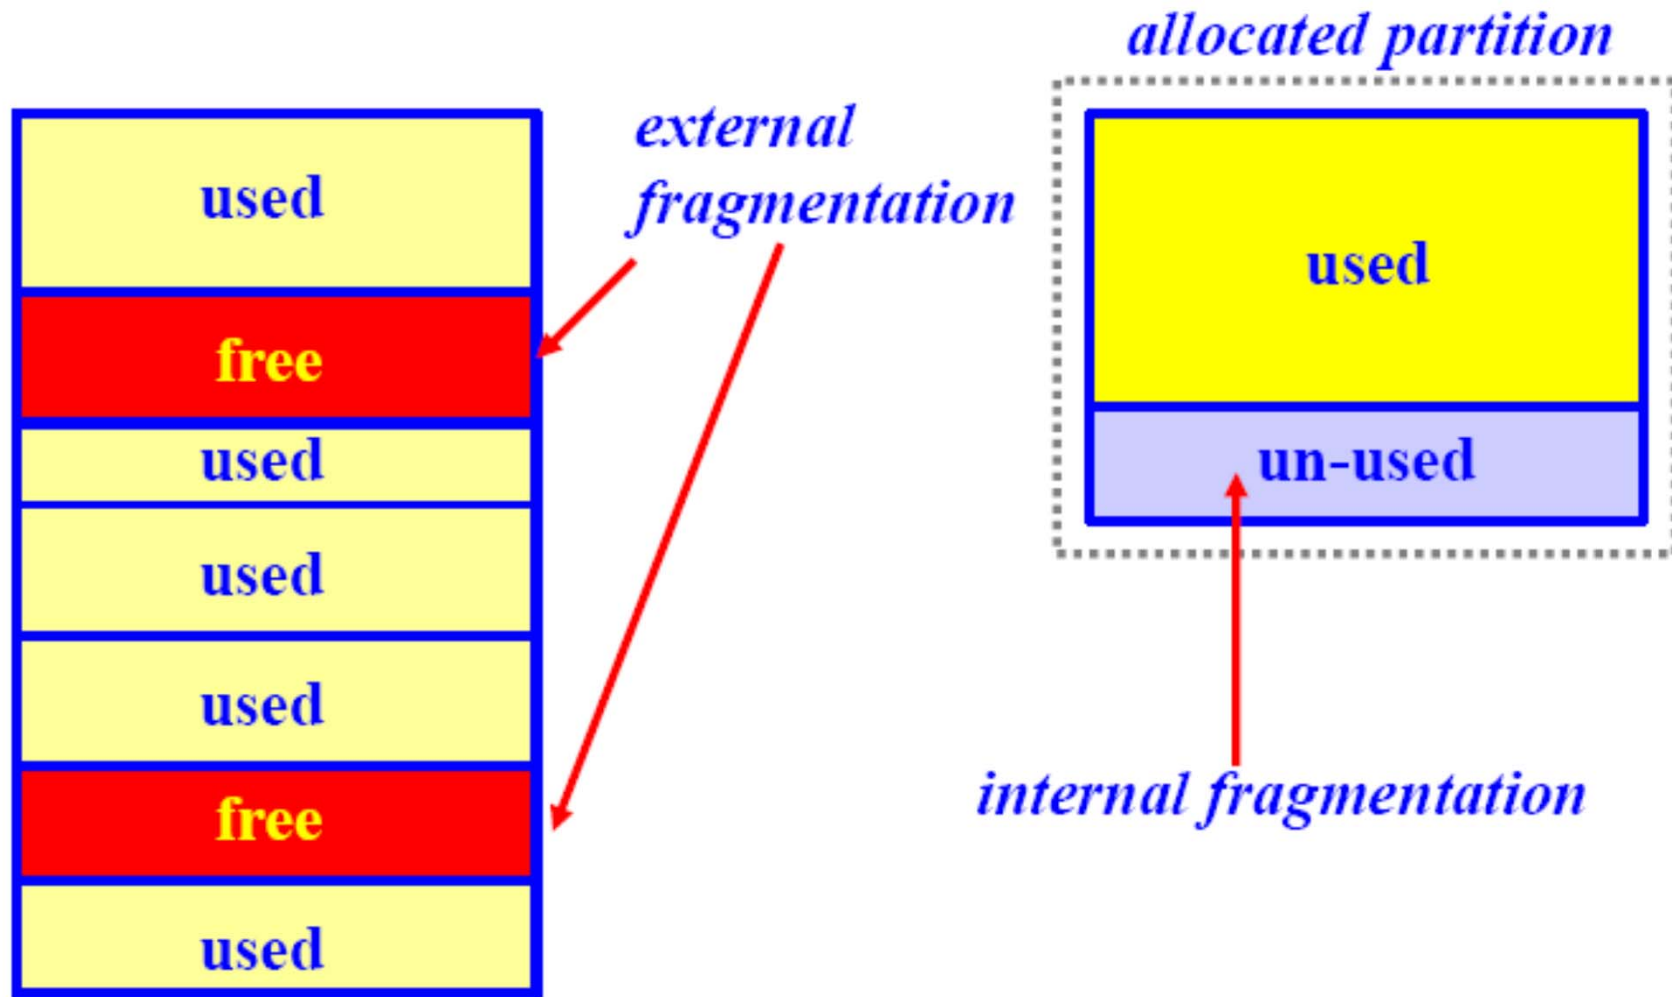 allocated partition
external
fragmentation
used
free
used
used
used
free
used
used
un-used
internal fragmentation